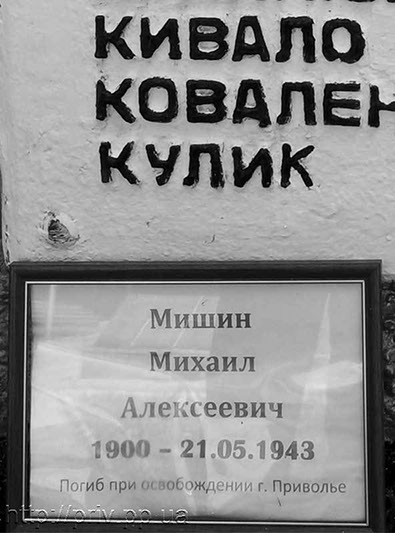 КИВАЛО
КОВАЛЕН
КУЛИК
Мишин
Михаил
Алексеевич
1900 – 21.05.1943
Погиб при освобождении г. Приволье
http://priv.pp.ua